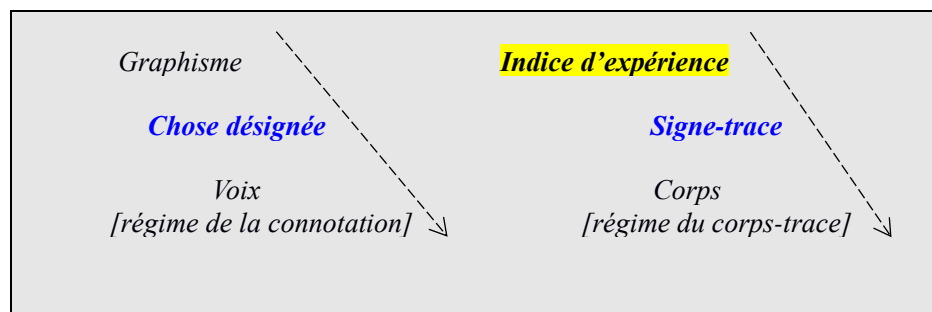 Graphisme
Indice d’expérience
Chose désignée
Signe-trace
Voix
Corps
[régime de la connotation]
[régime du corps-trace]